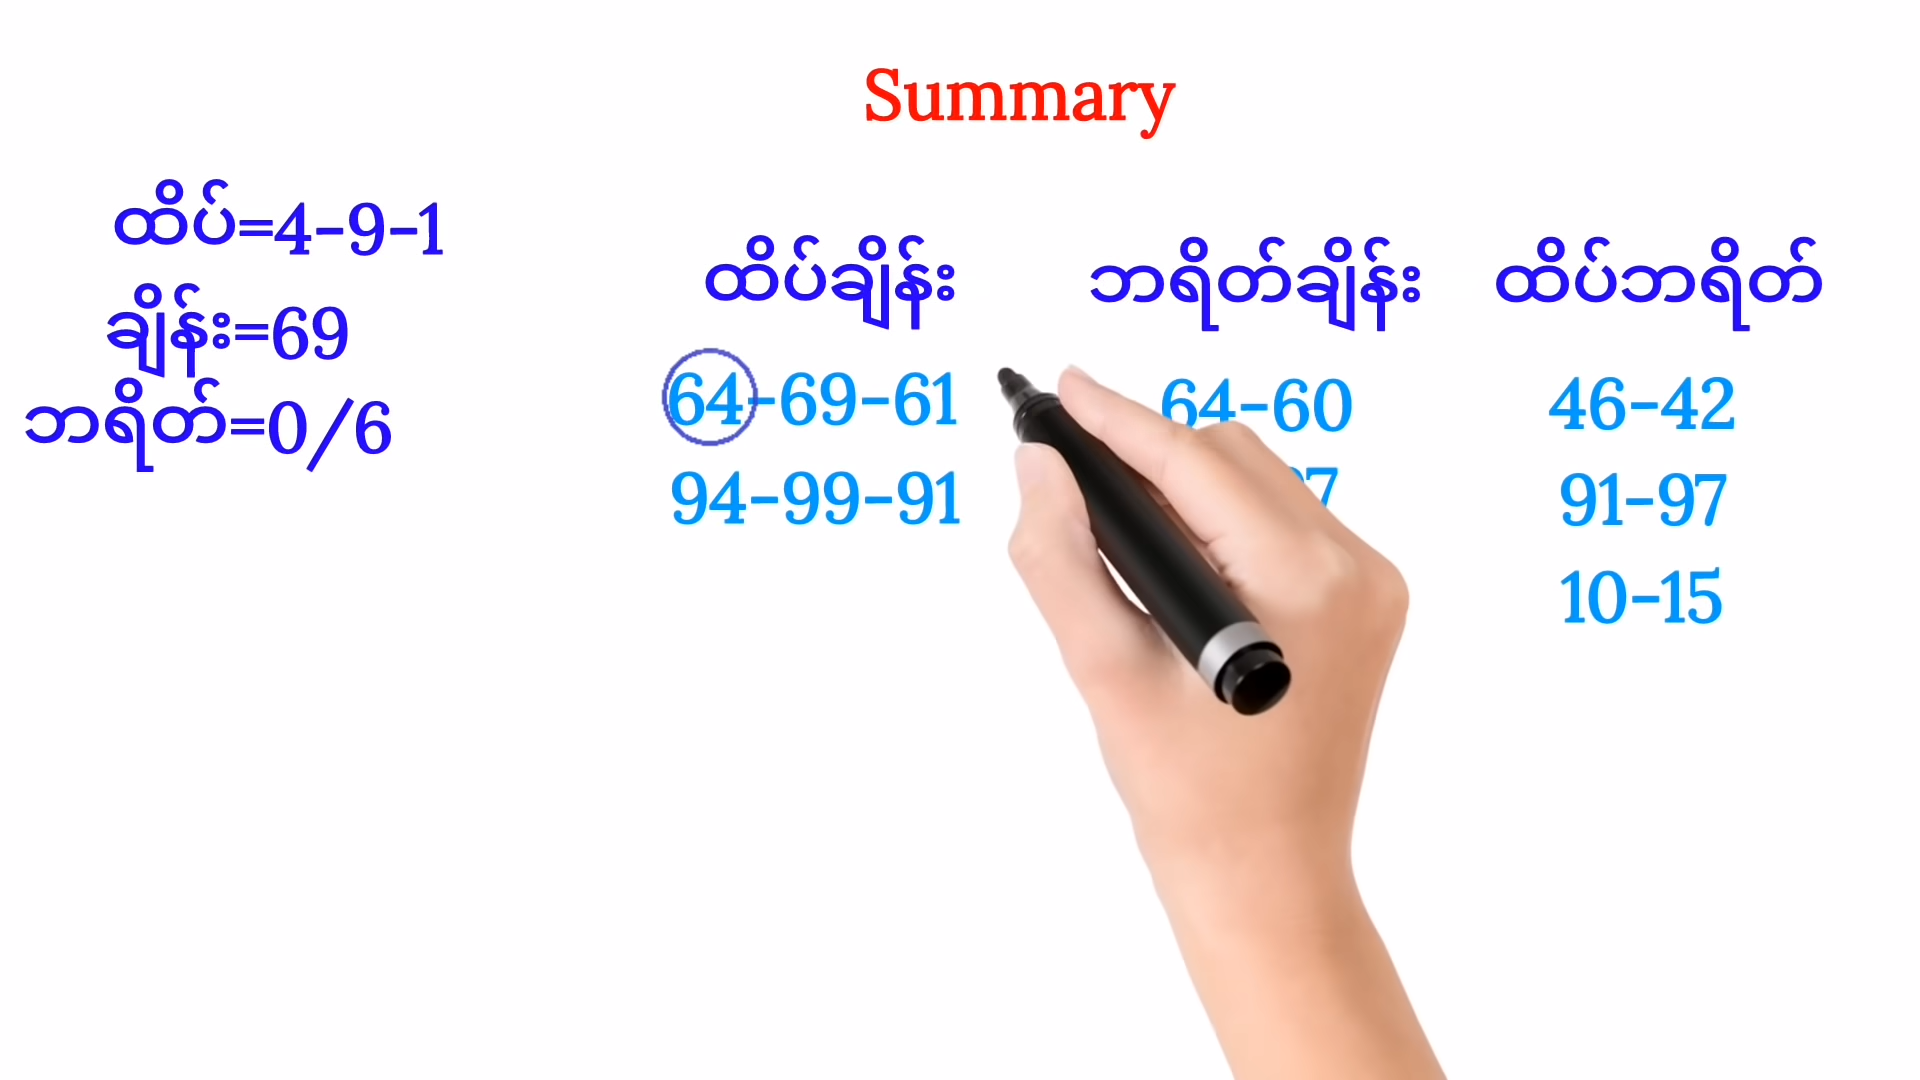 Summary
ထိပ်=4-9-1
ချိန်း=69
ဘရိတ်=0/6
ထိပ်ချိန်း
64-69-61
94-99-91
ဘရိတ်ချိန်း
64-60
7
ထိပ်ဘရိတ်
46-42
91-97
10-15